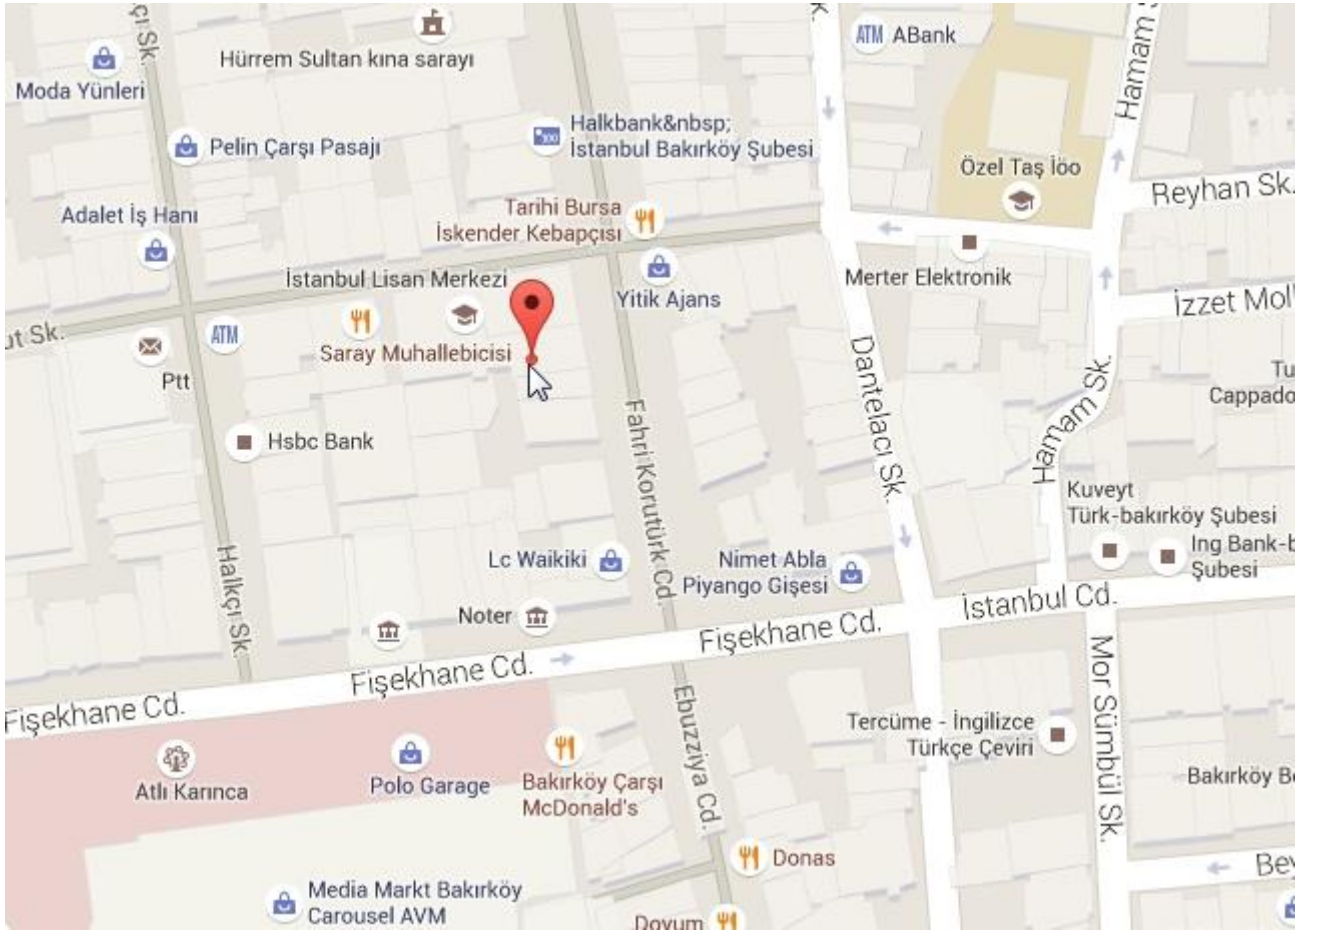 çı Sk.
Hürrem Sultan kına sarayı
ATM ABank
Hamam S
k.
Moda Yünleri
Pelin Çarşı Pasajı
100
Halkbank&nbsp;
İstanbul Bakırköy Şubesi
Özel Taş İöo
Reyhan Sk.
Adalet İş Hanı
Tarihi Bursa
İskender Kebapçısı
Merter Elektronik
İstanbul Lisan Merkezi
Yitik Ajans
İzzet Mol
ut Sk.
ATM
Saray Muhallebicisi
Ptt
Dantelacı Sk.
Hamam Sk.
Tu
Cappado
Hsbc Bank
Fahri Korutürk Cd.
Kuveyt
Türk-bakırköy Şubesi
Ing Bank-b
Şubesi
Halkçı Sk.
Lc Waikiki
Nimet Abla
Piyango Gişesi
İstanbul Cd.
Noter
Fişekhane Cd.
Fişekhane Cd.
Fişekhane Cd.
Mor Sümbül Sk.
Ebuzziya Cd.
Tercüme - İngilizce
Türkçe Çeviri
Atlı Karınca
Polo Garage
Bakırköy Çarşı
McDonald's
Bakırköy B
Donas
Bey
Media Markt Bakırköy
Carousel AVM
Doyum